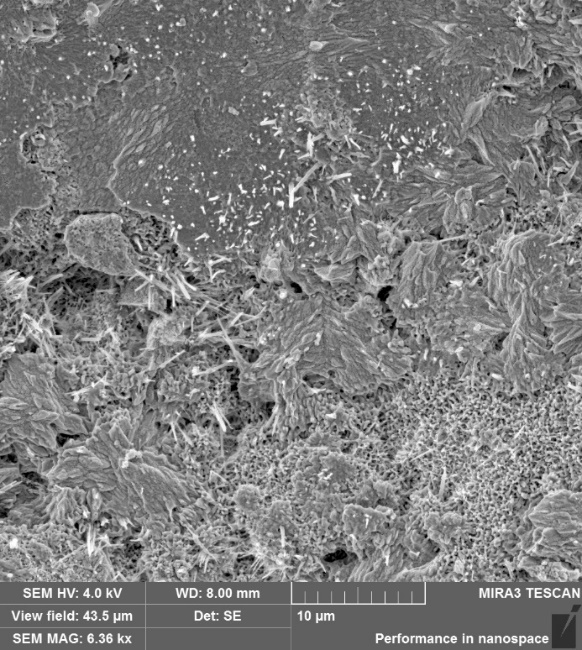 SEM HV: 4.0 kV WD: 8.00 mm MIRA3 TESCAN
View field: 43.5 µm Det: SE 10 µm
SEM MAG: 6.36 kx Performance in nanospace